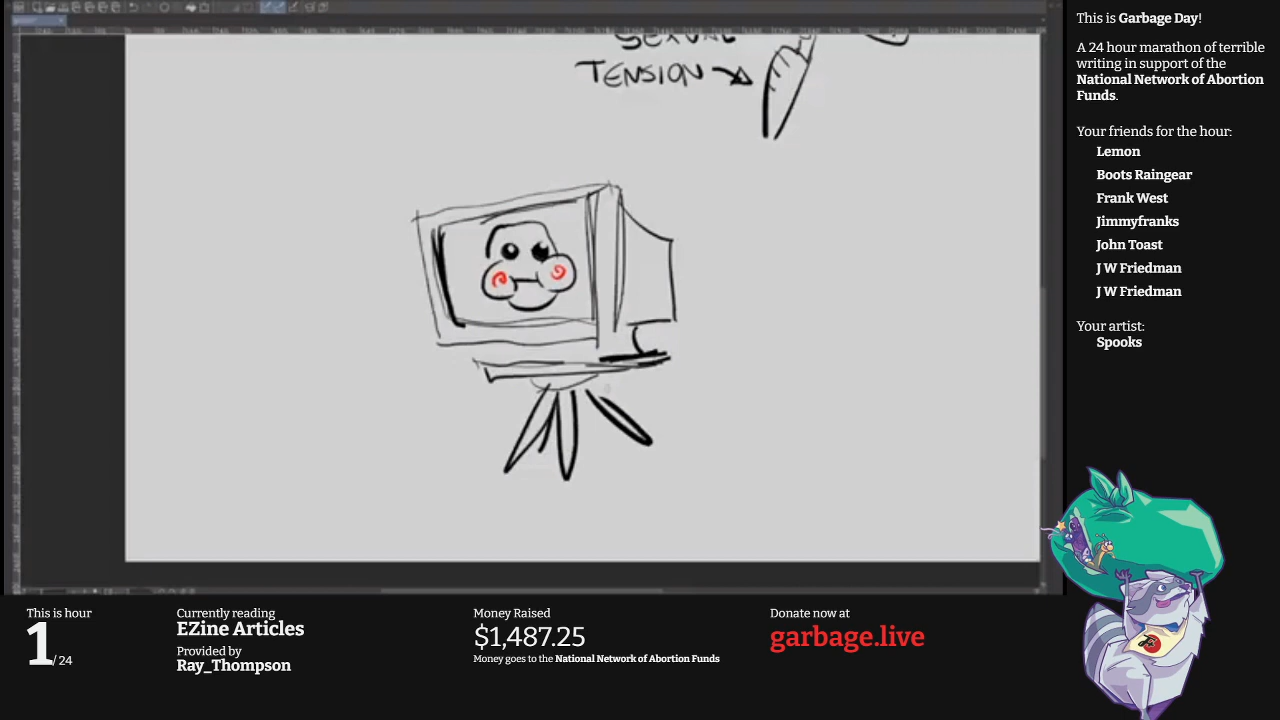 SEXUAL
TENSION
This is Garbage Day!
A 24 hour marathon of terrible
writing in support of the
National Network of Abortion
Funds.
Your friends for the hour:
Lemon
Boots Raingear
Frank West
Jimmyfranks
John Toast
J W Friedman
J W Friedman
Your artist:
Spooks
This is hour
1 / 24
Currently reading
EZine Articles
Provided by
Ray_Thompson
Money Raised
$1,487.25
Money goes to the National Network of Abortion Funds
Donate now at
garbage.live